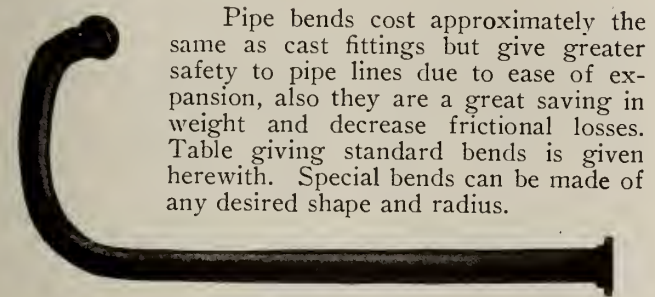 Pipe bends cost approximately the
same as cast fittings but give greater
safety to pipe lines due to ease of ex-
pansion, also they are a great saving in
weight and decrease frictional losses.
Table giving standard bends is given
herewith. Special bends can be made of
any desired shape and radius.